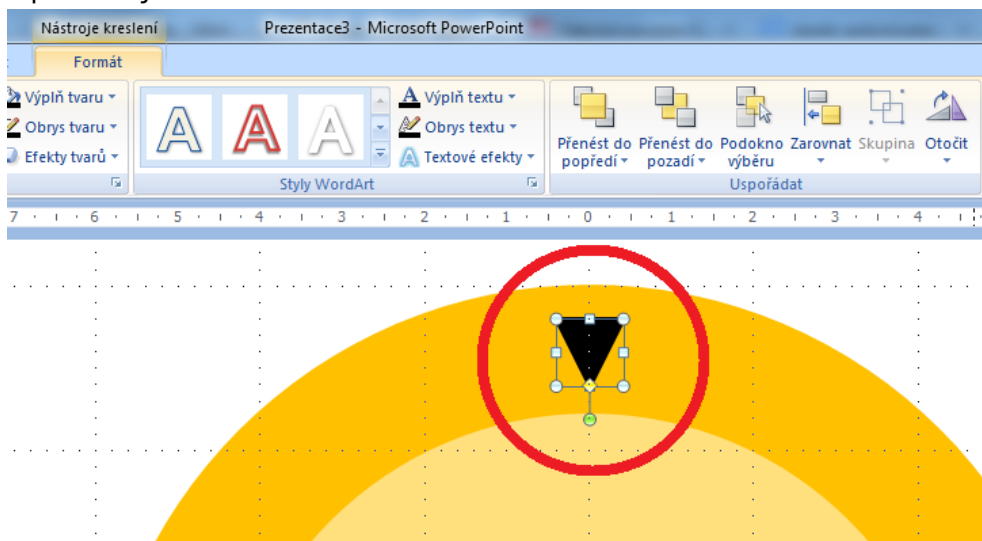 Nástroje kreslení Prezentace3 - Microsoft PowerPoint
Formát
Výplň tvaru
Obrys tvaru
Efekty tvarů
A A A
A Výplň textu
Obrys textu
A Textové efekty
Styly WordArt
Přenést do popředí
Přenést do pozadí
Podokno výběru
Zarovnat
Skupina
Otočit
Uspořádat
7 6 5 4 3 2 1 0 1 2 3 4